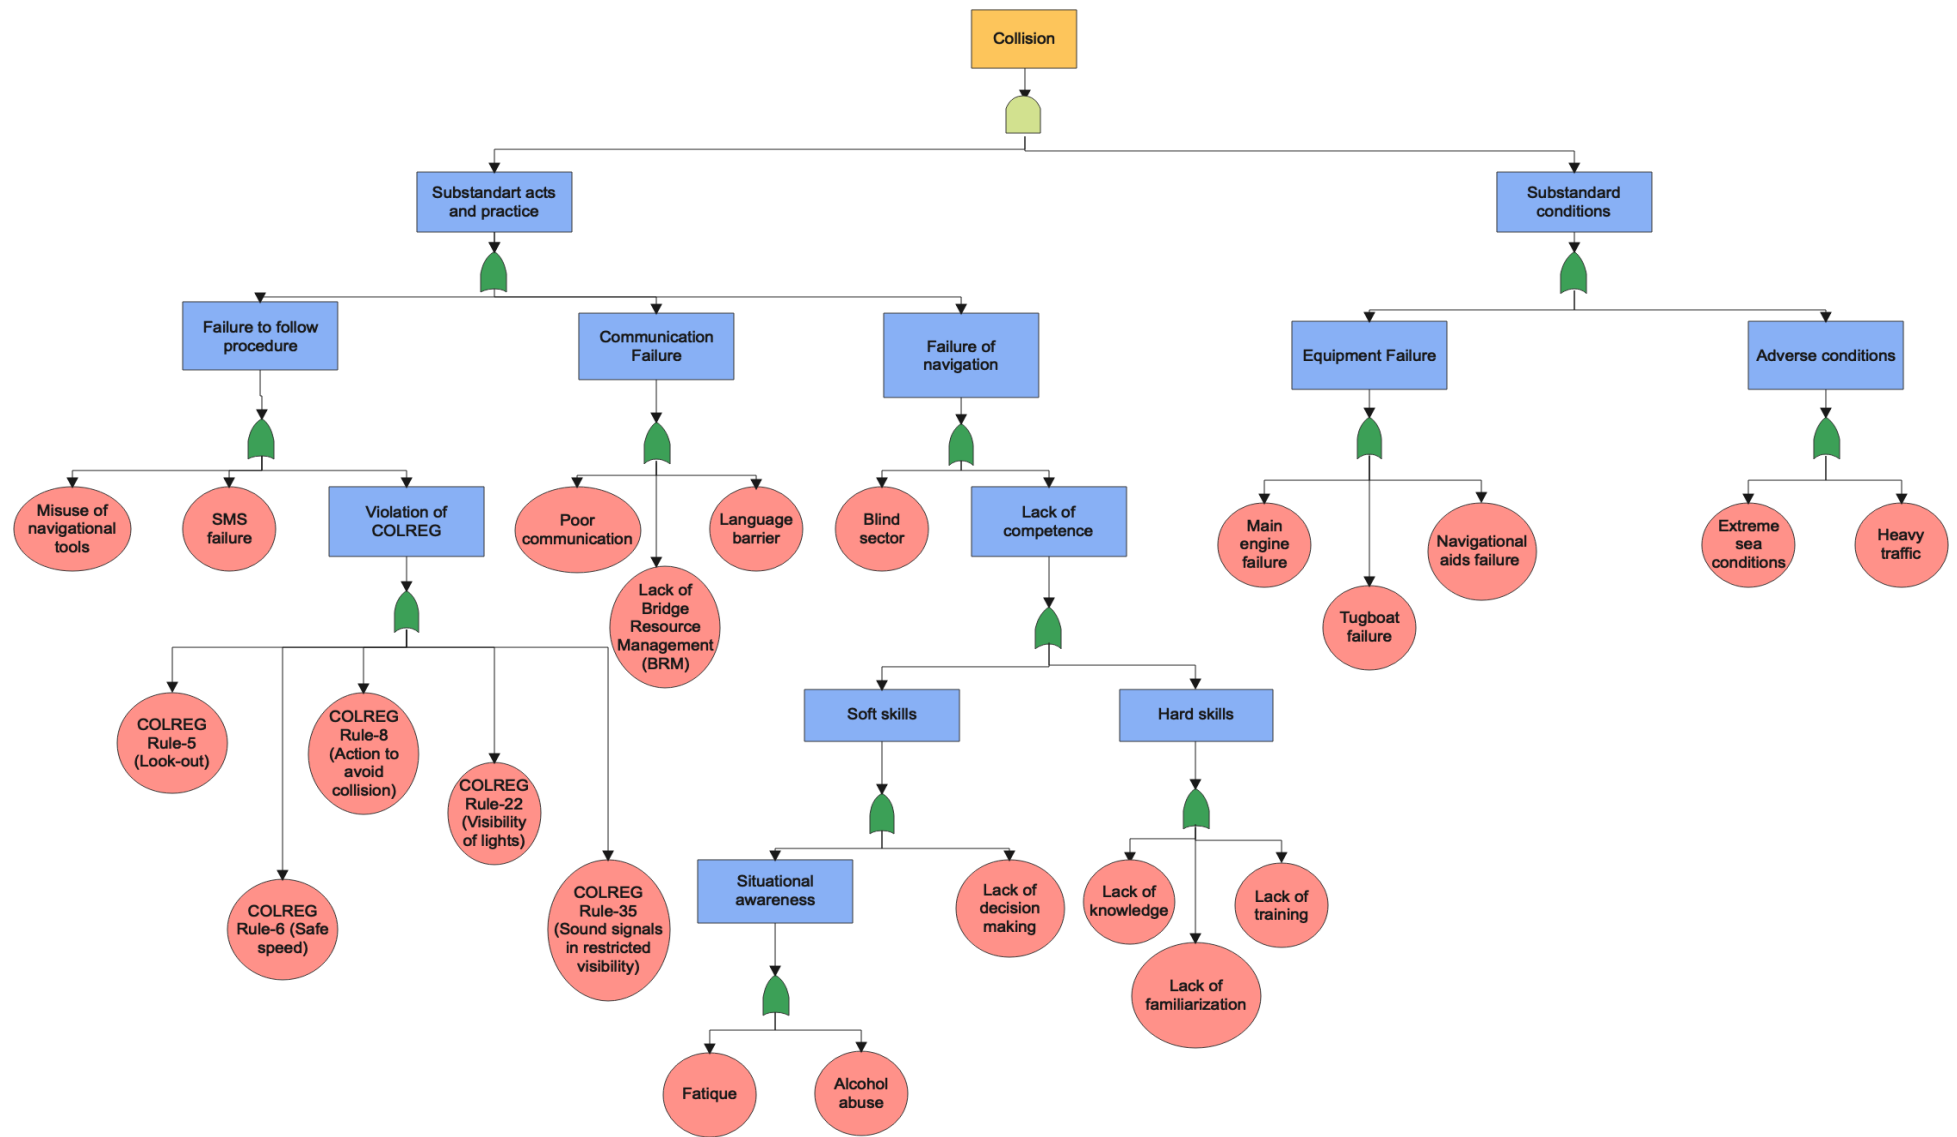 Collision
Substandart acts
and practice
Substandard
conditions
Failure to follow
procedure
Communication
Failure
Failure of
navigation
Equipment Failure
Adverse conditions
Misuse of
navigational
tools
SMS
failure
Violation of
COLREG
Poor
communication
Lack of
Bridge
Resource
Management
(BRM)
Language
barrier
Blind
sector
Lack of
competence
Main
engine
failure
Tugboat
failure
Navigational
aids failure
Extreme
sea
conditions
Heavy
traffic
COLREG
Rule-5
(Look-out)
COLREG
Rule-6 (Safe
speed)
COLREG
Rule-8
(Action to
avoid
collision)
COLREG
Rule-22
(Visibility
of lights)
COLREG
Rule-35
(Sound signals
in restricted
visibility)
Soft skills
Hard skills
Situational
awareness
Lack of
decision
making
Lack of
knowledge
Lack of
familiarization
Lack of
training
Fatique
Alcohol
abuse